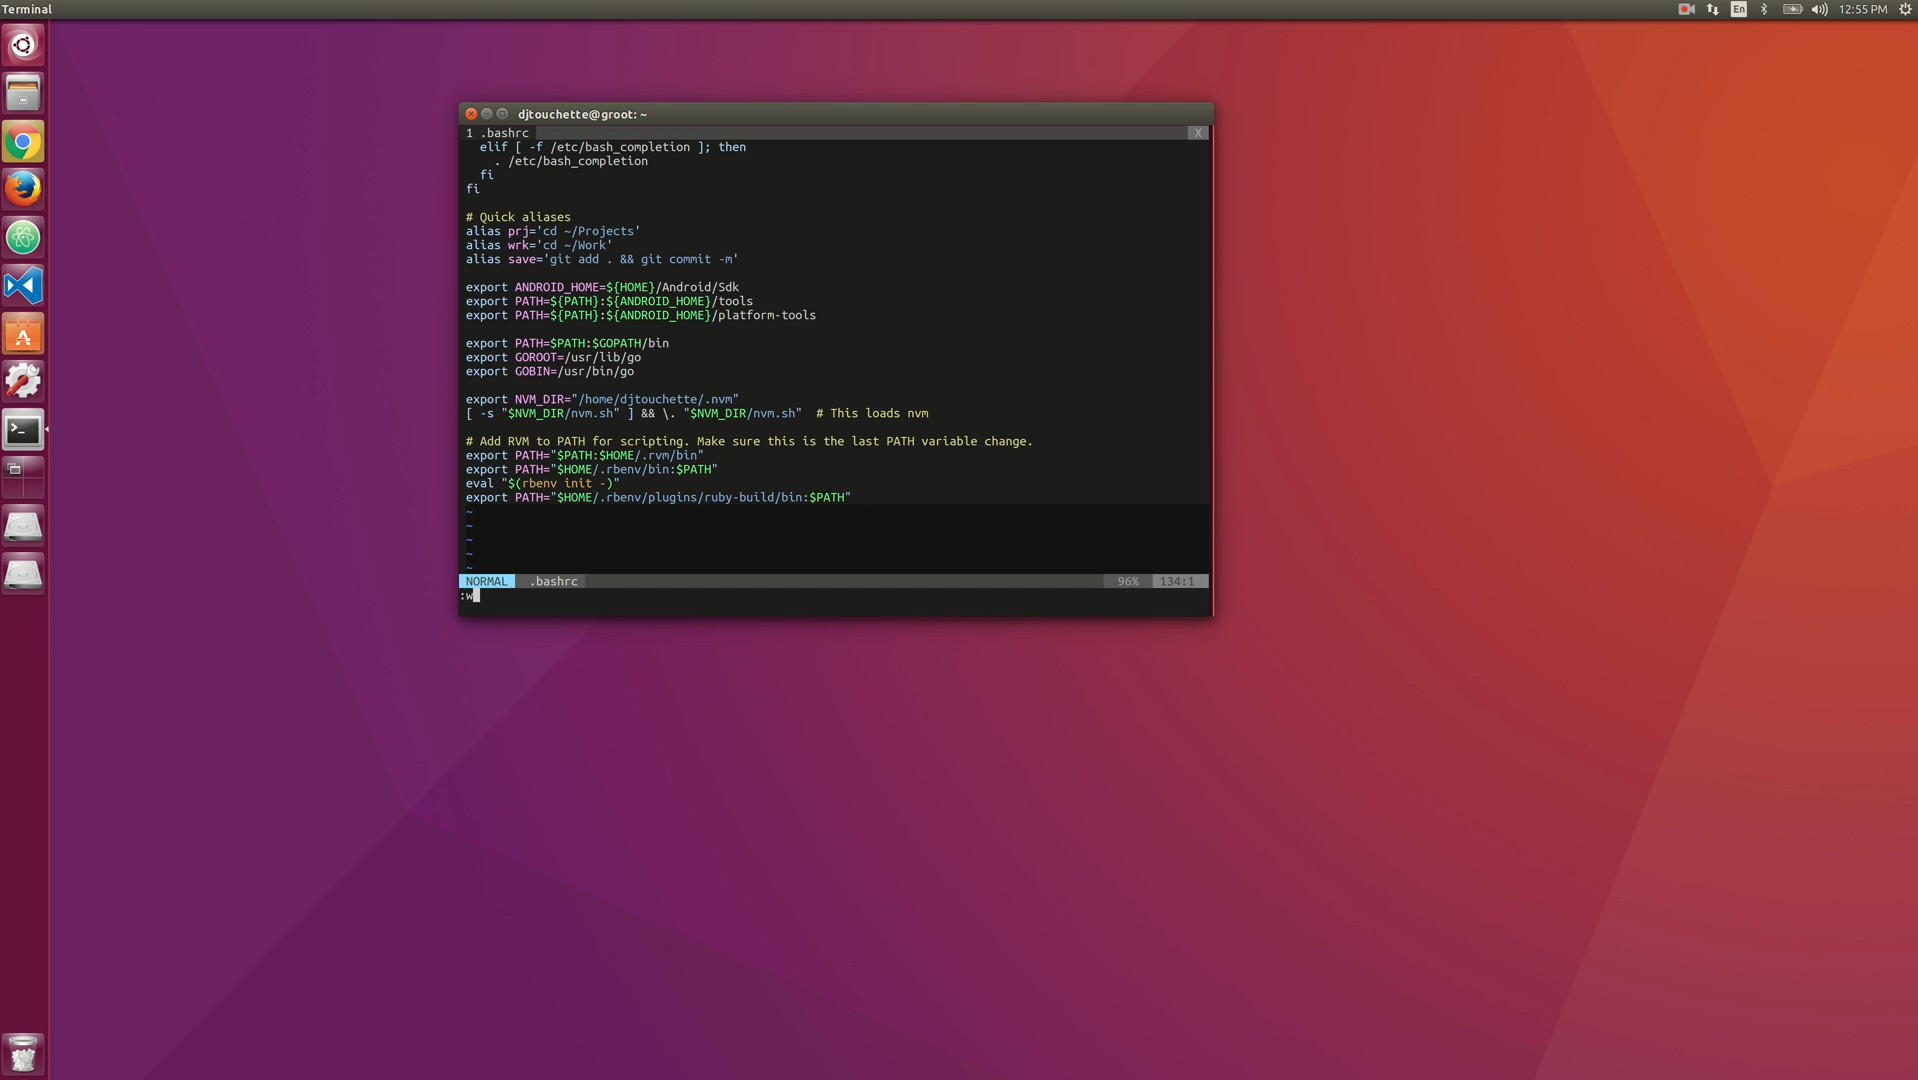 Terminal
En
12:55 PM
djtouchette@groot: ~
1 .bashrc X
elif [ -f /etc/bash_completion ]; then
. /etc/bash_completion
fi
fi
# Quick aliases
alias prj='cd ~/Projects'
alias wrk='cd ~/Work'
alias save='git add . && git commit -m'
export ANDROID_HOME=${HOME}/Android/Sdk
export PATH=${PATH}:${ANDROID_HOME}/tools
export PATH=${PATH}:${ANDROID_HOME}/platform-tools
export PATH=$PATH:$GOPATH/bin
export GOROOT=/usr/lib/go
export GOBIN=/usr/bin/go
export NVM_DIR="/home/djtouchette/.nvm"
[ -s "$NVM_DIR/nvm.sh" ] && \. "$NVM_DIR/nvm.sh"  # This loads nvm
# Add RVM to PATH for scripting. Make sure this is the last PATH variable change.
export PATH="$PATH:$HOME/.rvm/bin"
export PATH="$HOME/.rbenv/bin:$PATH"
eval "$(rbenv init -)"
export PATH="$HOME/.rbenv/plugins/ruby-build/bin:$PATH"
~
~
~
~
~
NORMAL .bashrc 96% 134:1
:w